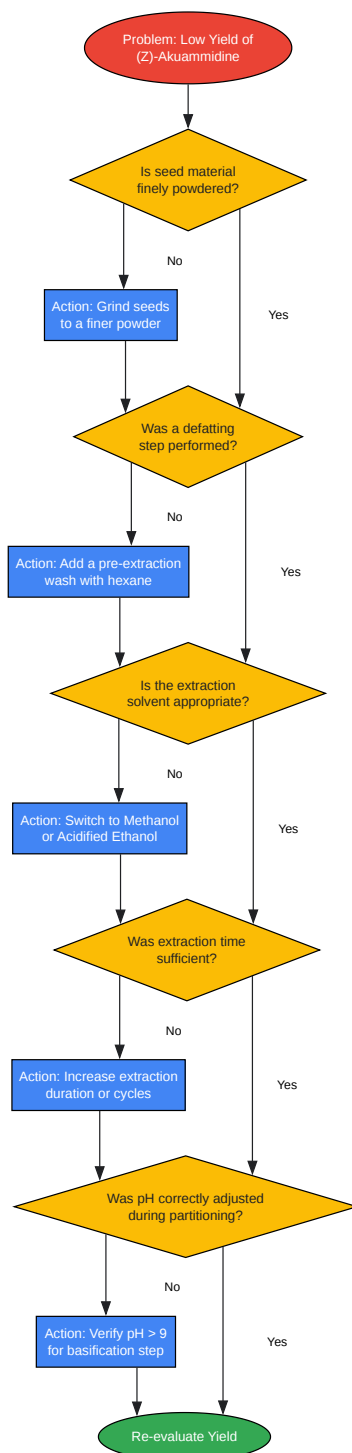 Problem: Low Yield of
(Z)-Akuammidine
Is seed material
finely powdered?
No
Action: Grind seeds
to a finer powder
Yes
Was a defatting
step performed?
No
Action: Add a pre-extraction
wash with hexane
Yes
Is the extraction
solvent appropriate?
No
Action: Switch to Methanol
or Acidified Ethanol
Yes
Was extraction time
sufficient?
No
Action: Increase extraction
duration or cycles
Yes
Was pH correctly adjusted
during partitioning?
No
Action: Verify pH > 9
for basification step
Yes
Re-evaluate Yield